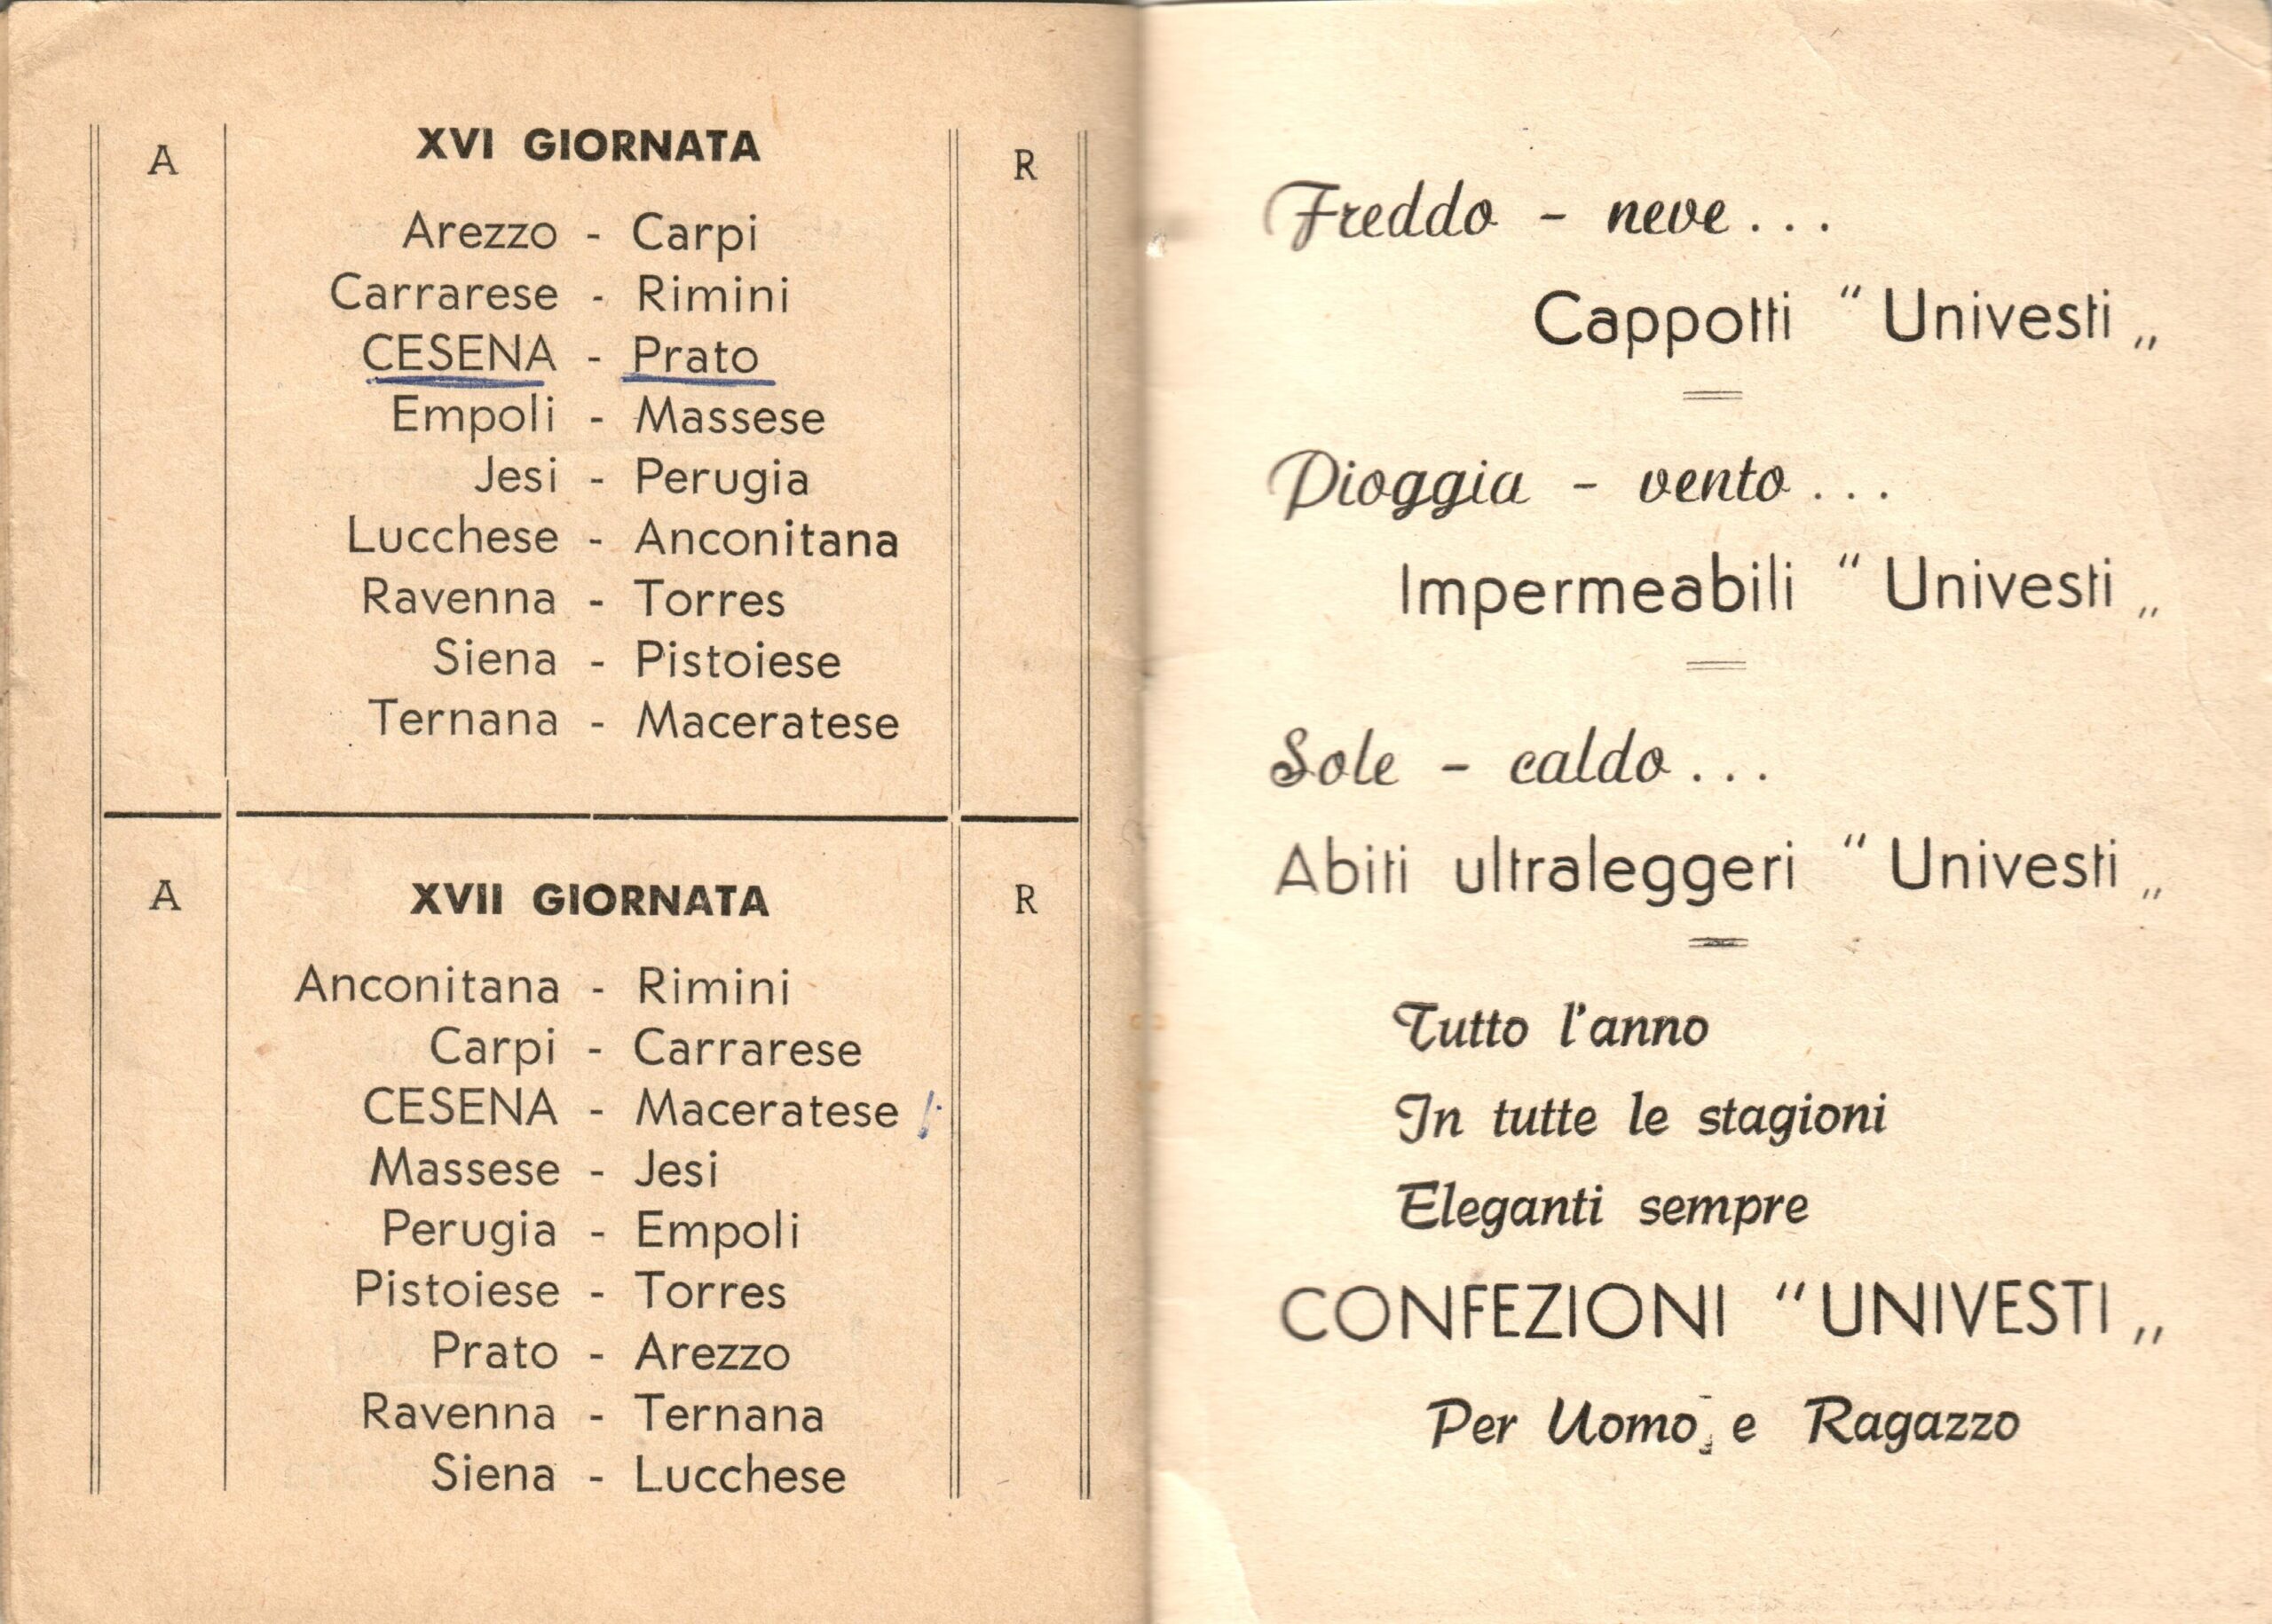 A
XVI GIORNATA
R
Arezzo - Carpi
Carrarese - Rimini
CESENA - Prato
Empoli - Massese
Jesi - Perugia
Lucchese - Anconitana
Ravenna - Torres
Siena - Pistoiese
Ternana - Maceratese
A
XVII GIORNATA
R
Anconitana - Rimini
Carpi - Carrarese
CESENA - Maceratese
Massese - Jesi
Perugia - Empoli
Pistoiese - Torres
Prato - Arezzo
Ravenna - Ternana
Siena - Lucchese
Freddo - neve ...
Cappotti “ Univesti „
Pioggia - vento ...
Impermeabili “ Univesti „
Sole - caldo ...
Abiti ultraleggeri “ Univesti „
Tutto l'anno
In tutte le stagioni
Eleganti sempre
CONFEZIONI “UNIVESTI „
Per Uomo e Ragazzo